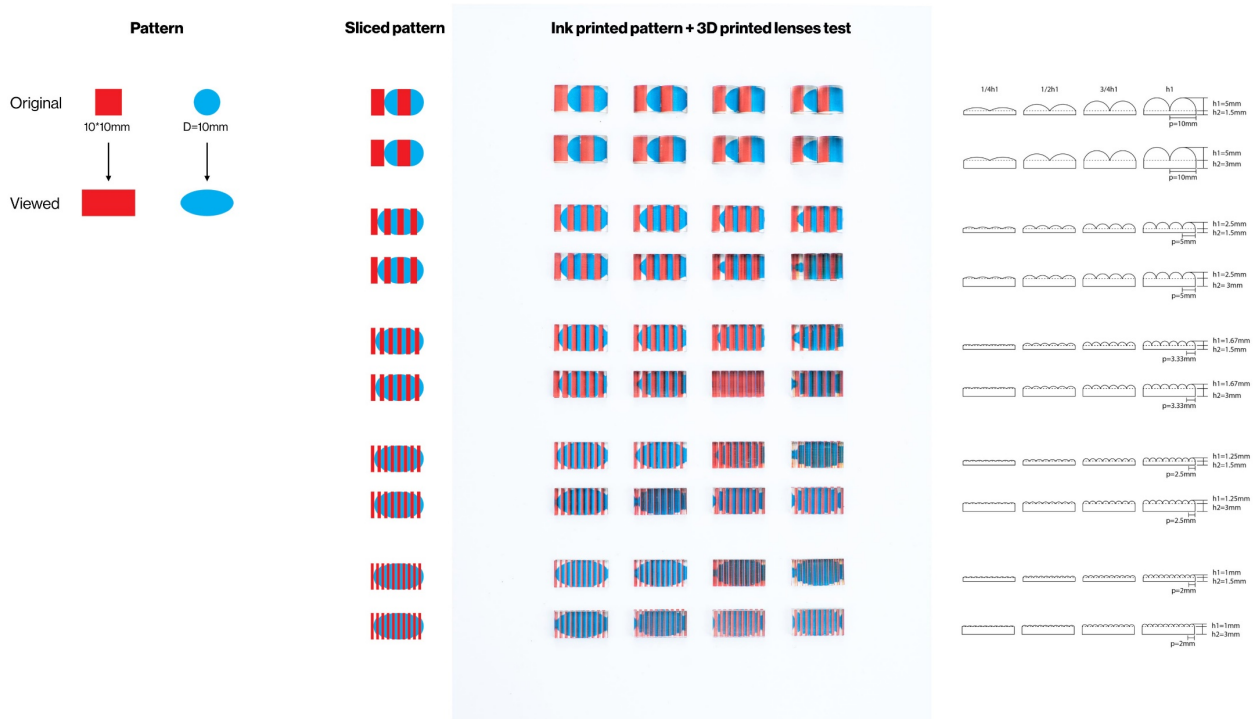 Pattern
Sliced pattern
Ink printed pattern + 3D printed lenses test
Original
10*10mm
D=10mm
Viewed
1/4h1
1/2h1
3/4h1
h1
h1=5mm
h2=1.5mm
p=10mm
h1=5mm
h2=3mm
p=10mm
h1=2.5mm
h2=1.5mm
p=5mm
h1=2.5mm
h2= 3mm
p=5mm
h1=1.67mm
h2=1.5mm
p=3.33mm
h1=1.67mm
h2=3mm
p=3.33mm
h1=1.25mm
h2=1.5mm
p=2.5mm
h1=1.25mm
h2=3mm
p=2.5mm
h1=1mm
h2=1.5mm
p=2mm
h1=1mm
h2=3mm
p=2mm